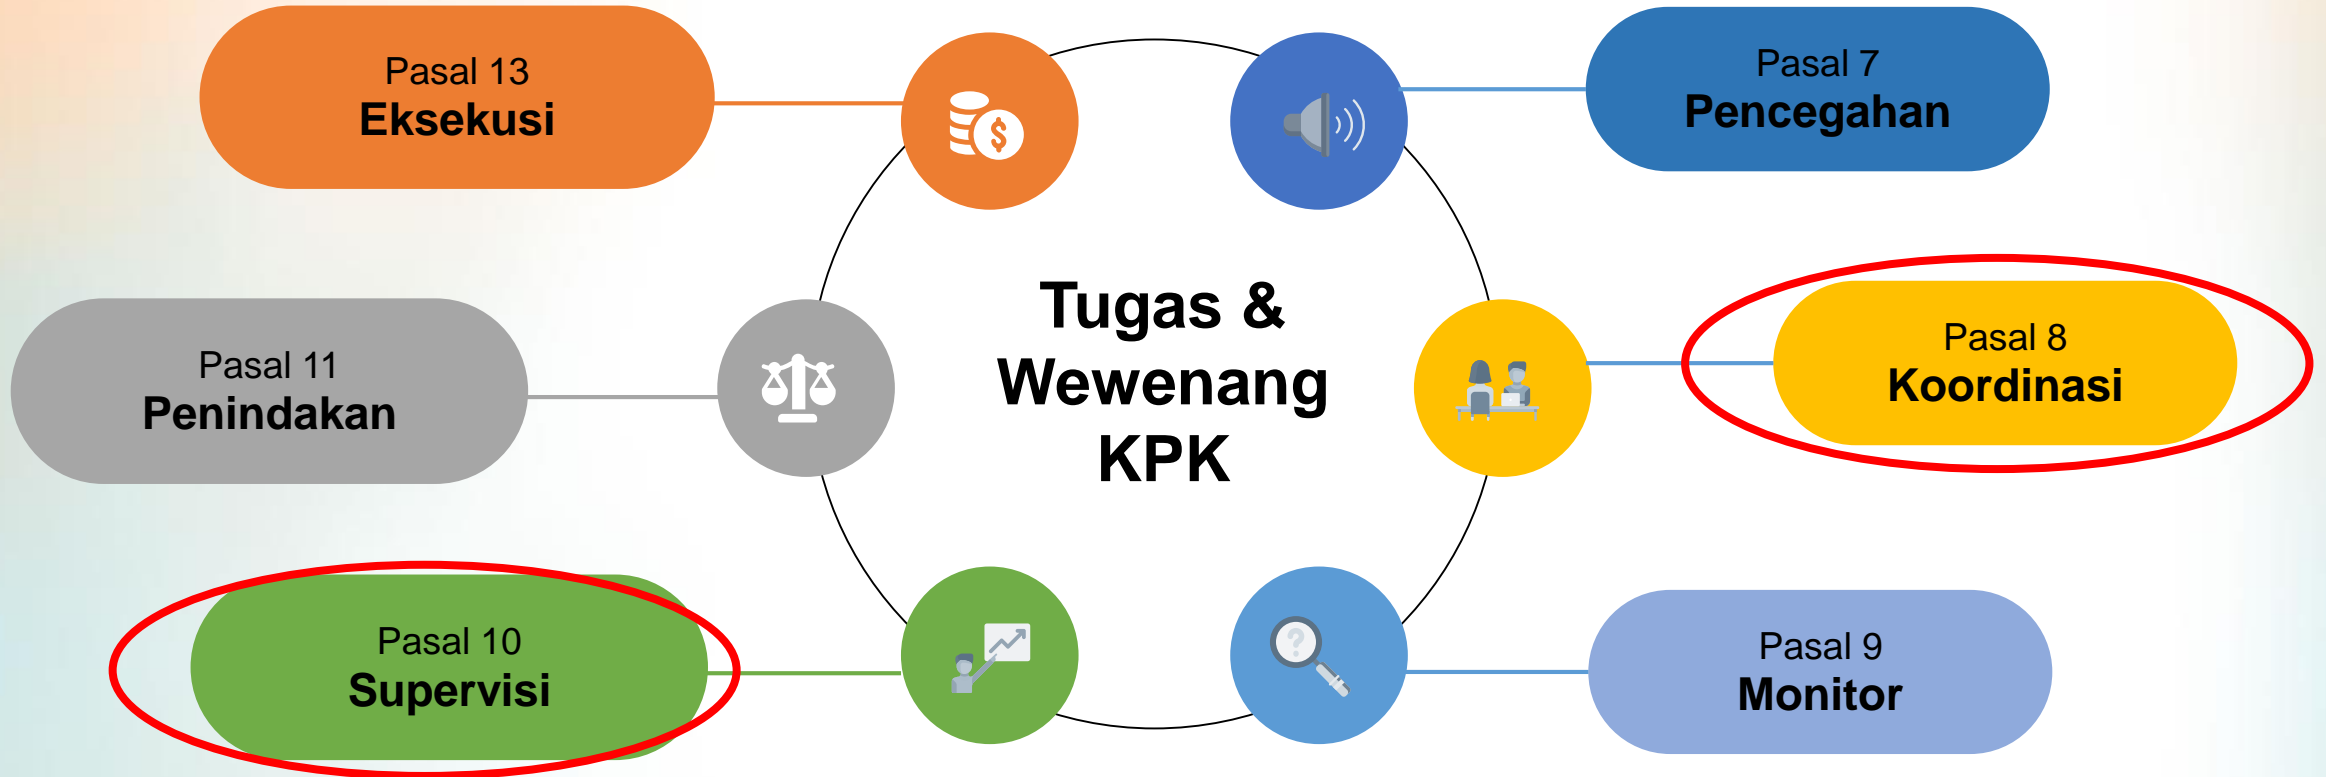 Pasal 13
Eksekusi
Pasal 7
Pencegahan
Tugas &
Wewenang
KPK
Pasal 11
Penindakan
Pasal 8
Koordinasi
Pasal 10
Supervisi
Pasal 9
Monitor